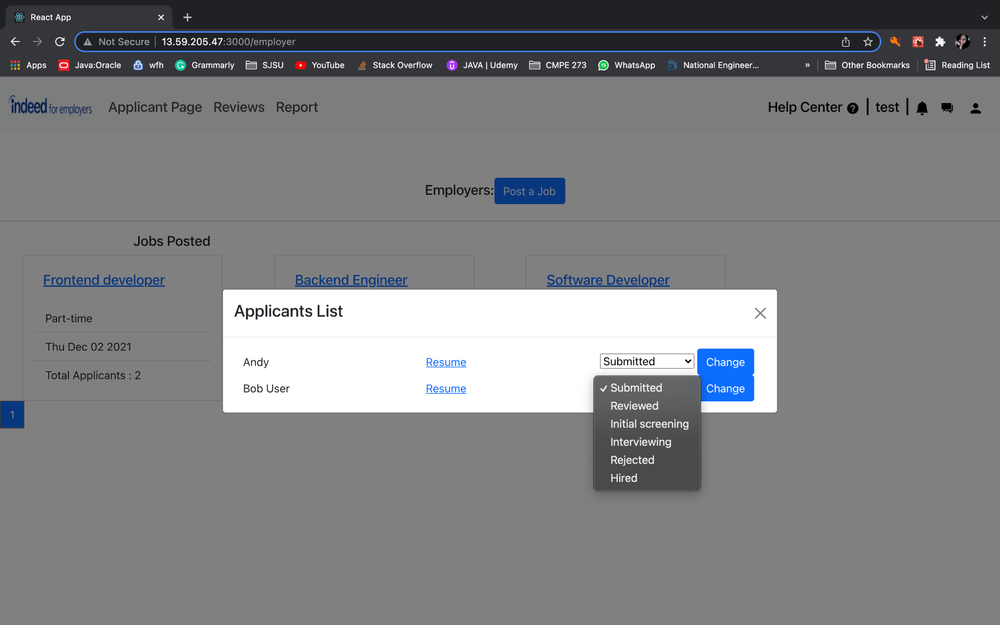 React App
Not Secure 13.59.205.47:3000/employer
Apps Java:Oracle wfh Grammarly SJSU YouTube Stack Overflow JAVA | Udemy CMPE 273 15 WhatsApp National Engineer... » Other Bookmarks Reading List
indeed for employers Applicant Page Reviews Report Help Center ? | test |
Employers: Post a Job
Jobs Posted
Frontend developer Backend Engineer Software Developer
Part-time
Thu Dec 02 2021
Total Applicants : 2
1
Applicants List
Andy Resume Submitted Change
Bob User Resume ✓ Submitted Change
Reviewed
Initial screening
Interviewing
Rejected
Hired